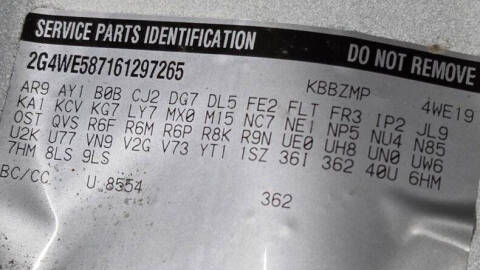 SERVICE PARTS IDENTIFICATION DO NOT REMOVE
2G4WE587161297265 KBBZMP 4WE19
AR9 AY1 B0B CJ2 DG7 DL5 FE2 FLT FR3 IP2 JL9
KA1 KCV KG7 LY7 MX0 M15 NC7 NE1 NP5 NU4 N85
OST QVS R6F R6M R6P R8K R9N UE0 UH8 UN0 UW6
U2K U77 VN9 V2G V73 YT1 1SZ 36I 362 40U 6HM
7HM 8LS 9LS
BC/CC U 8554 362